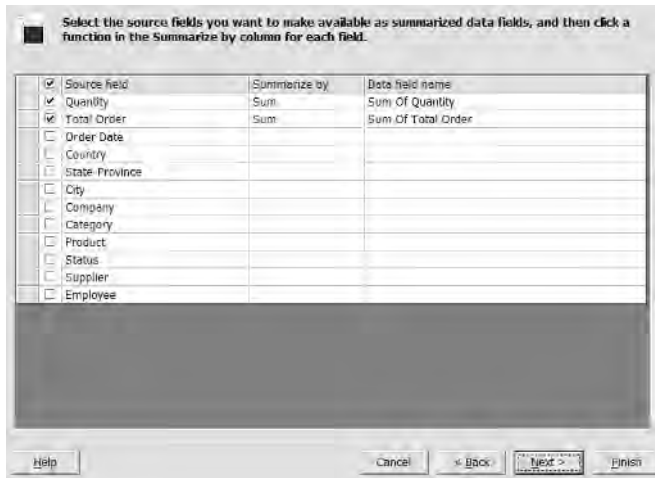 Select the source fields you want to make available as summarized data fields, and then click a
function in the Summarize by column for each field.
Source field Summarize by Data field name
Quantity Sum Sum Of Quantity
Total Order Sum Sum Of Total Order
Order Date
Country
State-Province
City
Company
Category
Product
Status
Supplier
Employee
Help Cancel < Back Next > Finish